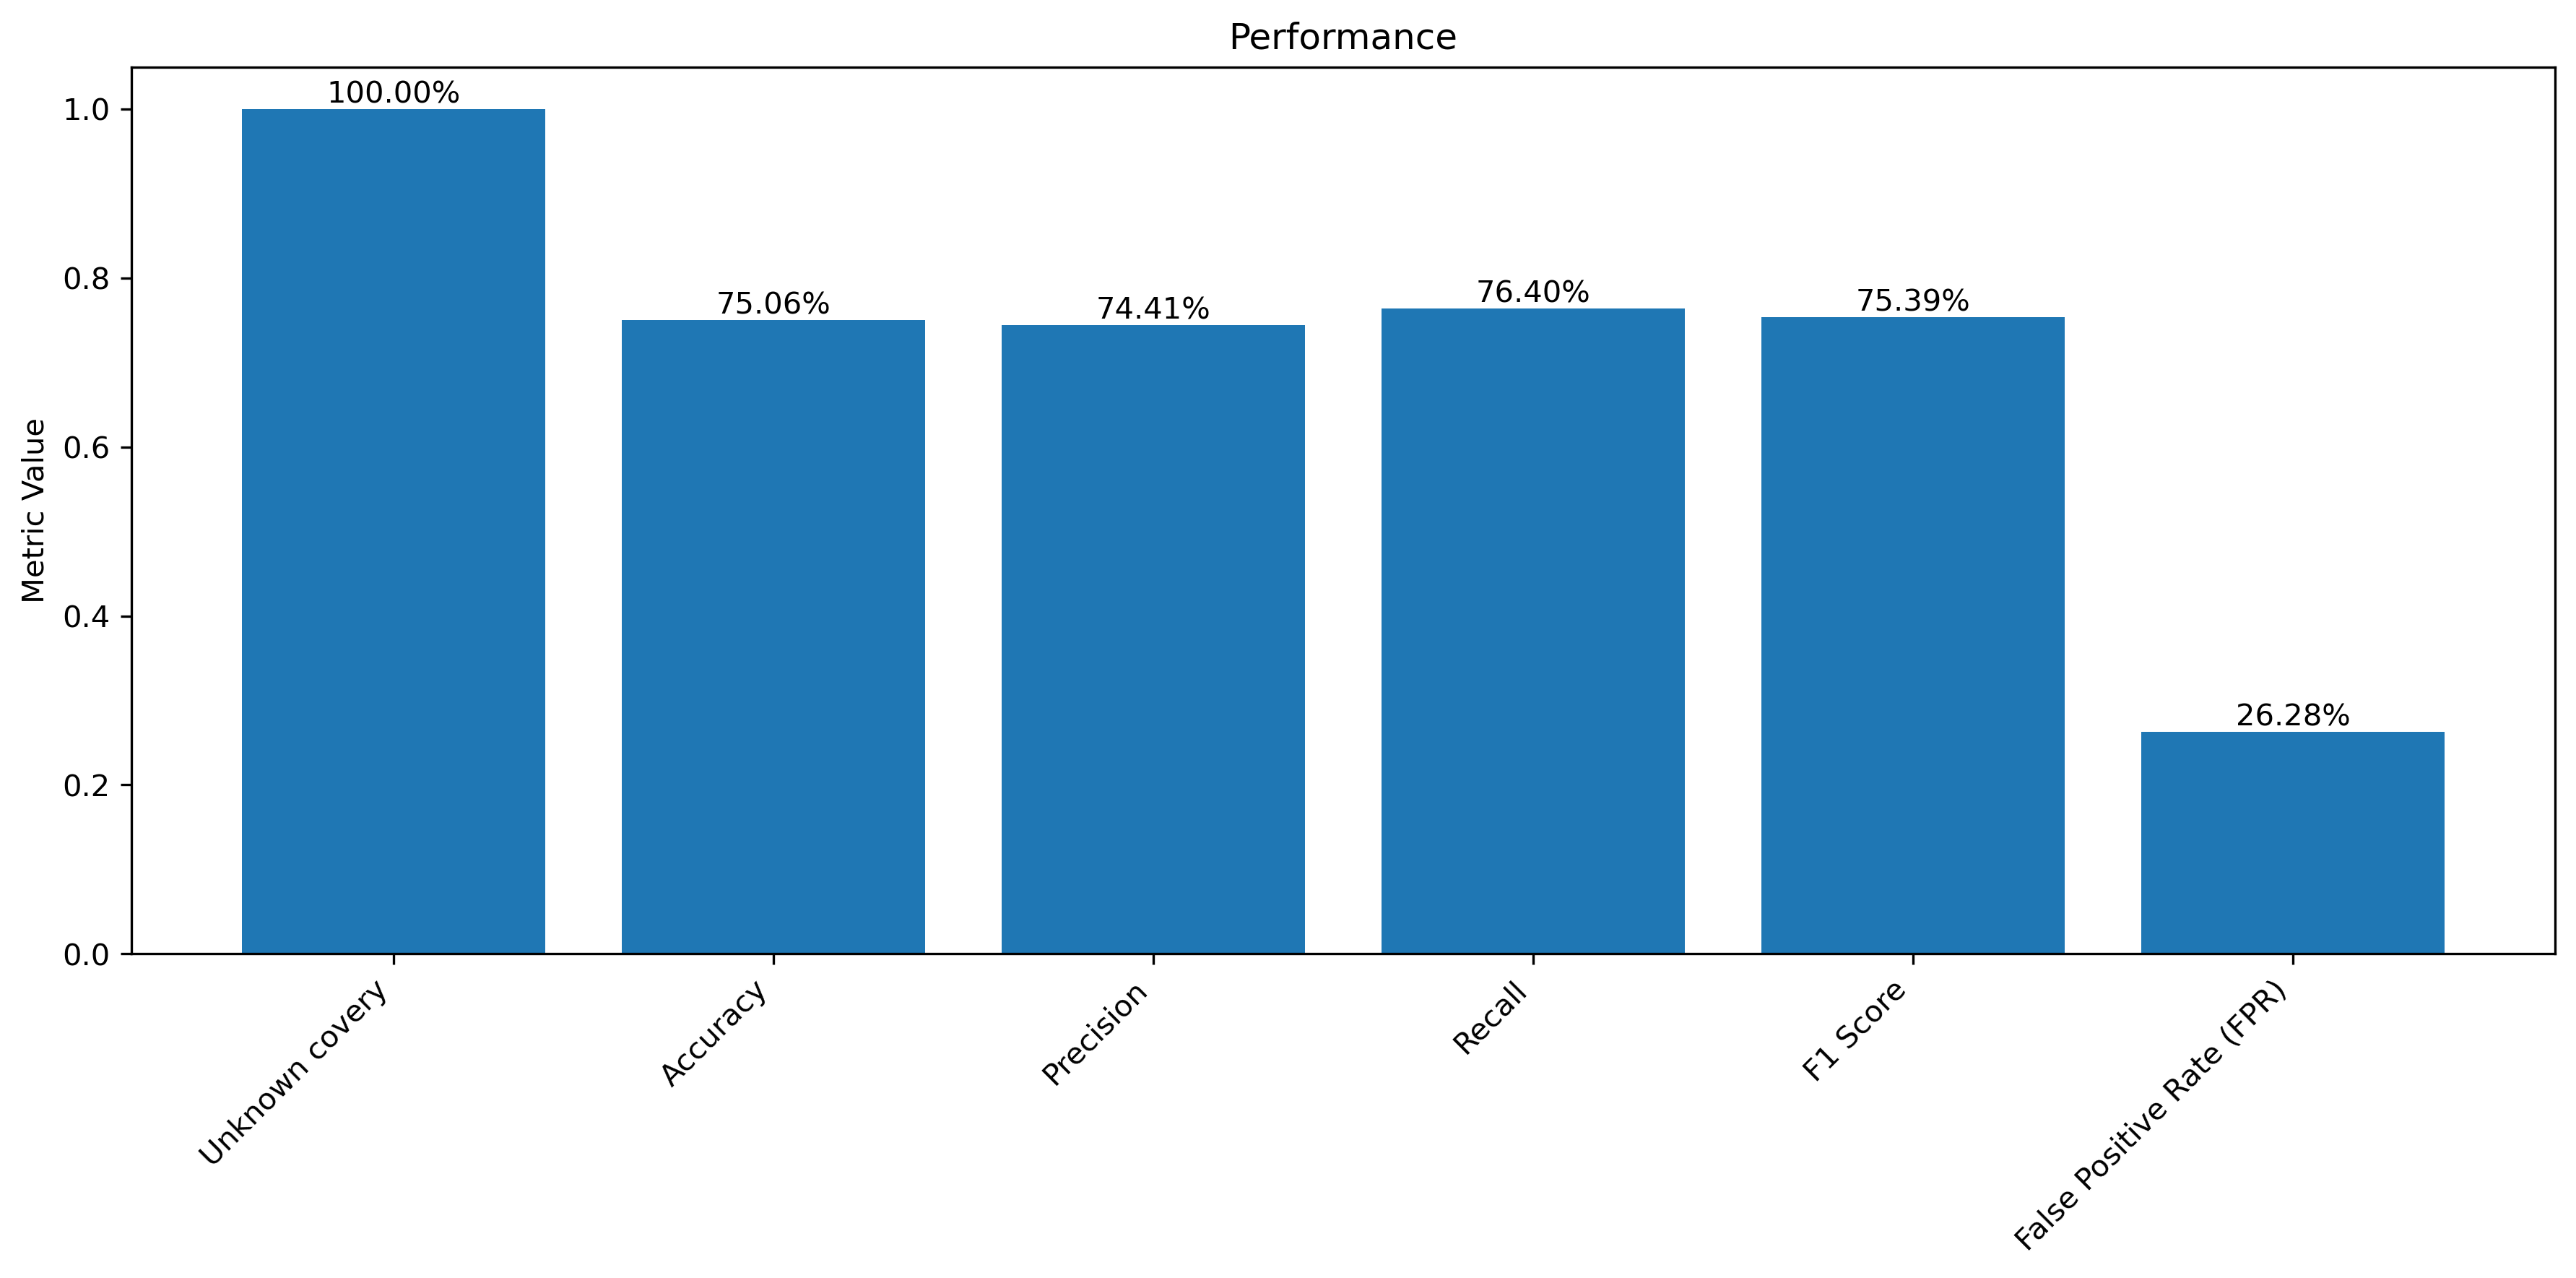 Performance
Metric Value
1.0
0.8
0.6
0.4
0.2
0.0
100.00%
75.06%
74.41%
76.40%
75.39%
26.28%
Unknown covery
Accuracy
Precision
Recall
F1 Score
False Positive Rate (FPR)